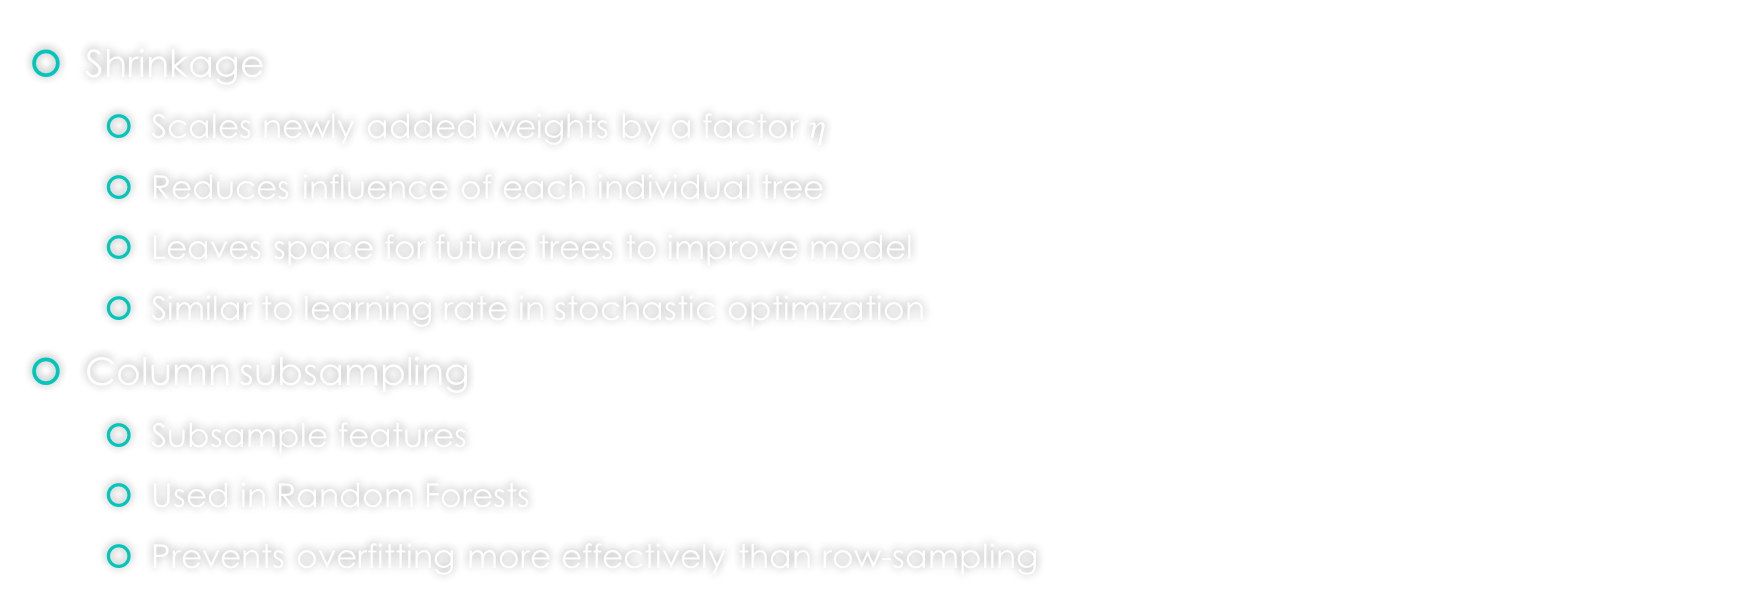 Shrinkage
Scales newly added weights by a factor η
Reduces influence of each individual tree
Leaves space for future trees to improve model
Similar to learning rate in stochastic optimization
Column subsampling
Subsample features
Used in Random Forests
Prevents overfitting more effectively than row-sampling